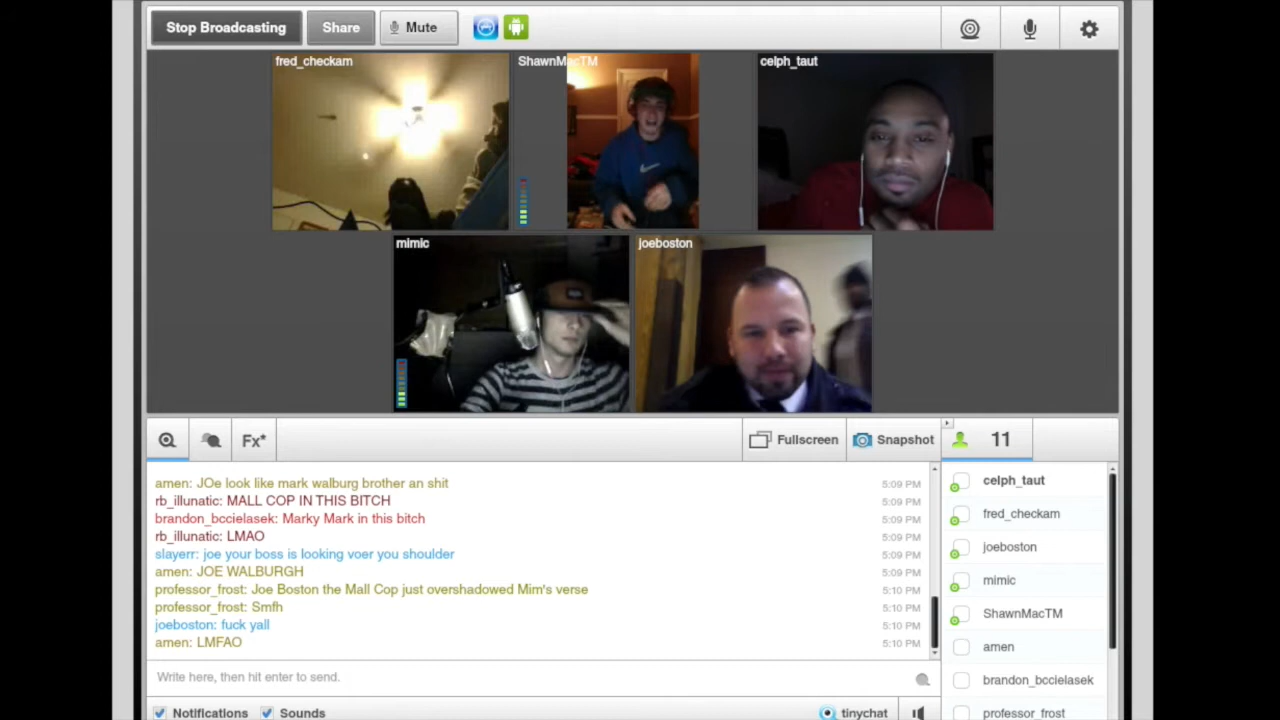 Stop Broadcasting Share Mute
fred_checkam ShawnMacTM celph_taut
mimic joeboston
Fx* Fullscreen Snapshot 11
amen: JOe look like mark walburg brother an shit 5:09 PM
rb_illunatic: MALL COP IN THIS BITCH 5:09 PM
brandon_bccielasek: Marky Mark in this bitch 5:09 PM
rb_illunatic: LMAO 5:09 PM
slayerr: joe your boss is looking voer you shoulder 5:09 PM
amen: JOE WALBURGH 5:09 PM
professor_frost: Joe Boston the Mall Cop just overshadowed Mim's verse 5:10 PM
professor_frost: Smfh 5:10 PM
joeboston: fuck yall 5:10 PM
amen: LMFAO 5:10 PM
Write here, then hit enter to send.
Notifications Sounds tinychat
celph_taut
fred_checkam
joeboston
mimic
ShawnMacTM
amen
brandon_bccielasek
professor_frost